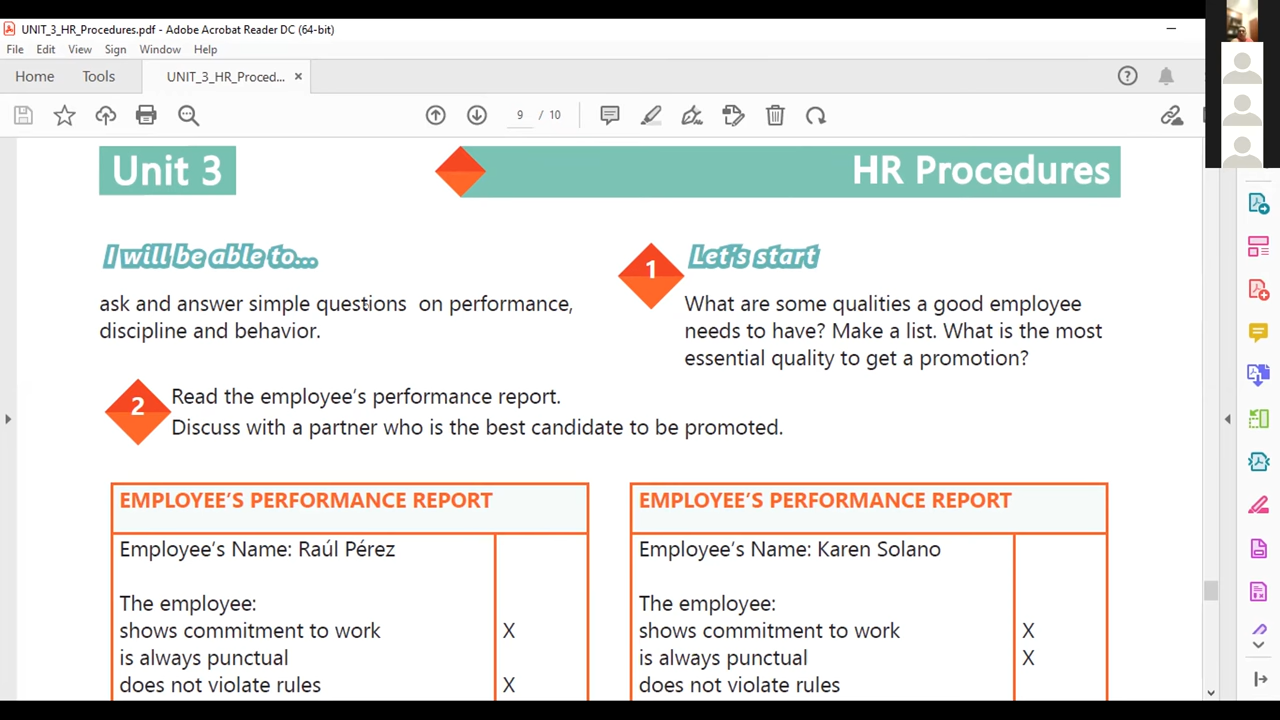 UNIT_3_HR_Procedures.pdf - Adobe Acrobat Reader DC (64-bit)
File Edit View Sign Window Help
Home Tools UNIT_3_HR_Proced... ×
9 / 10
Unit 3
HR Procedures
I will be able to...
ask and answer simple questions on performance,
discipline and behavior.
1
Let's start
What are some qualities a good employee
needs to have? Make a list. What is the most
essential quality to get a promotion?
2
Read the employee's performance report.
Discuss with a partner who is the best candidate to be promoted.
EMPLOYEE'S PERFORMANCE REPORT
Employee's Name: Raúl Pérez
The employee:
shows commitment to work X
is always punctual
does not violate rules X
EMPLOYEE'S PERFORMANCE REPORT
Employee's Name: Karen Solano
The employee:
shows commitment to work X
is always punctual X
does not violate rules